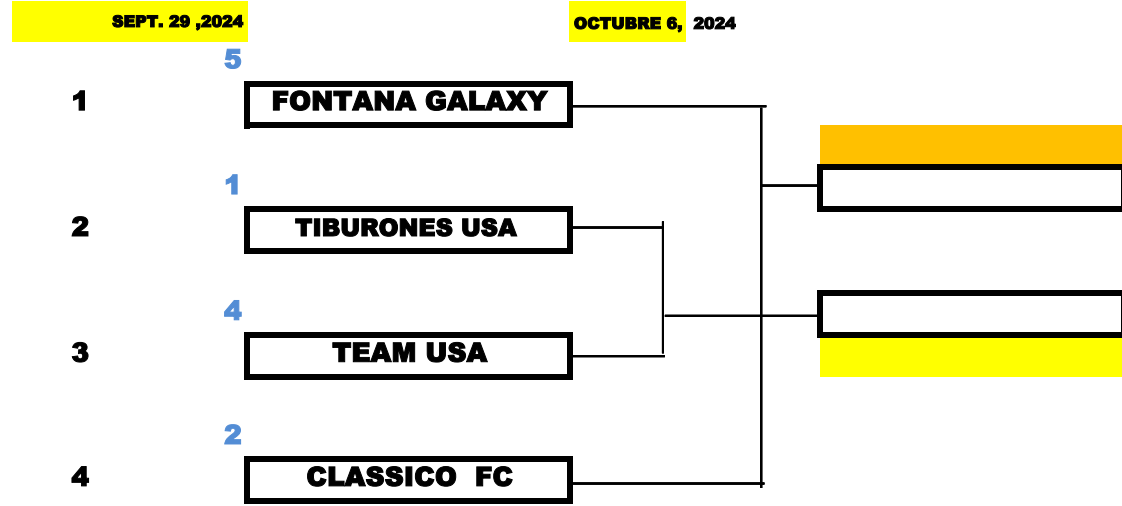 SEPT. 29 ,2024 OCTUBRE 6, 2024
5
1 FONTANA GALAXY
1
2 TIBURONES USA
4
3 TEAM USA
2
4 CLASSICO FC